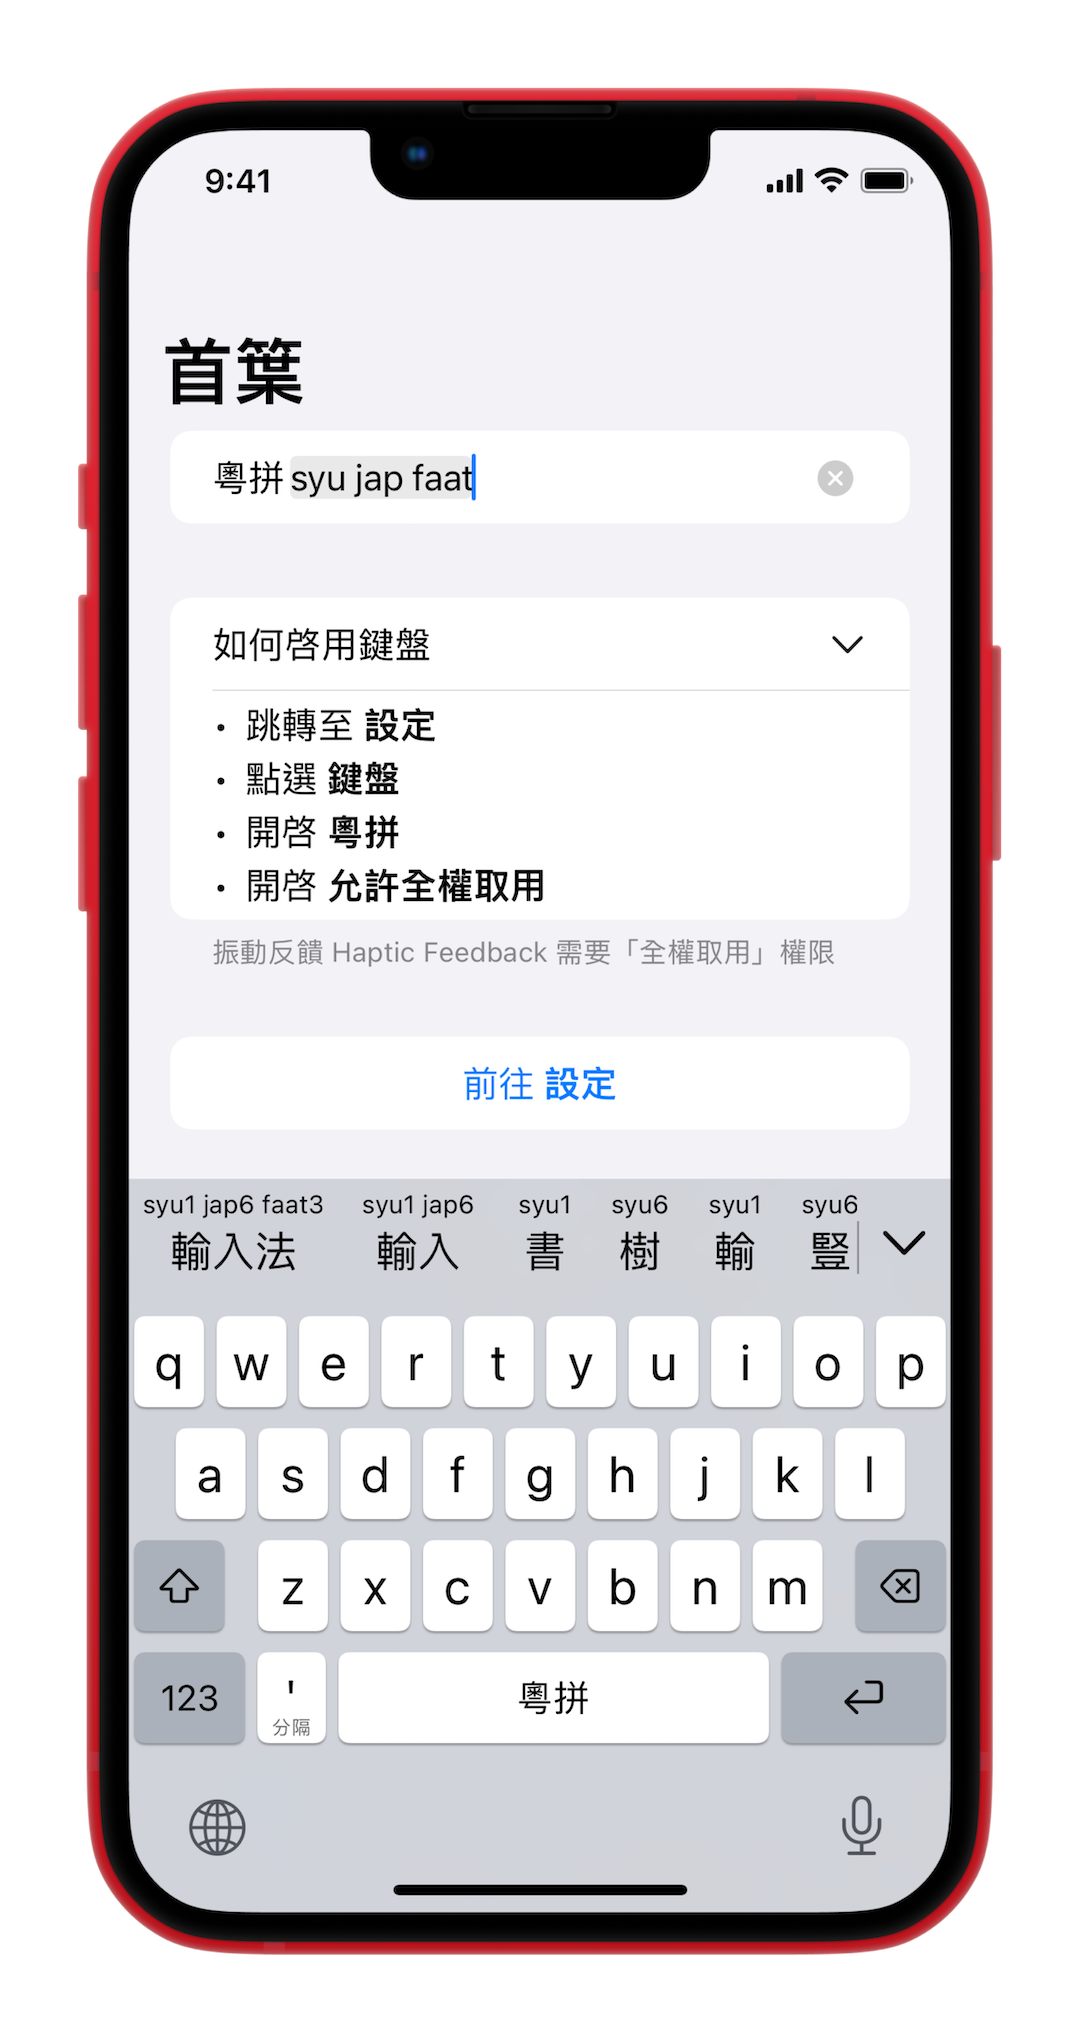 9:41
首葉
粵拼 syu jap faat
如何啓用鍵盤
• 跳轉至 設定
• 點選 鍵盤
• 開啓 粵拼
• 開啓 允許全權取用
振動反饋 Haptic Feedback 需要「全權取用」權限
前往 設定
syu1 jap6 faat3 syu1 jap6 syu1 syu6 syu1 syu6
輸入法 輸入 書 樹 輸 豎
q w e r t y u i o p
a s d f g h j k l
z x c v b n m
123 ' 粵拼
分隔